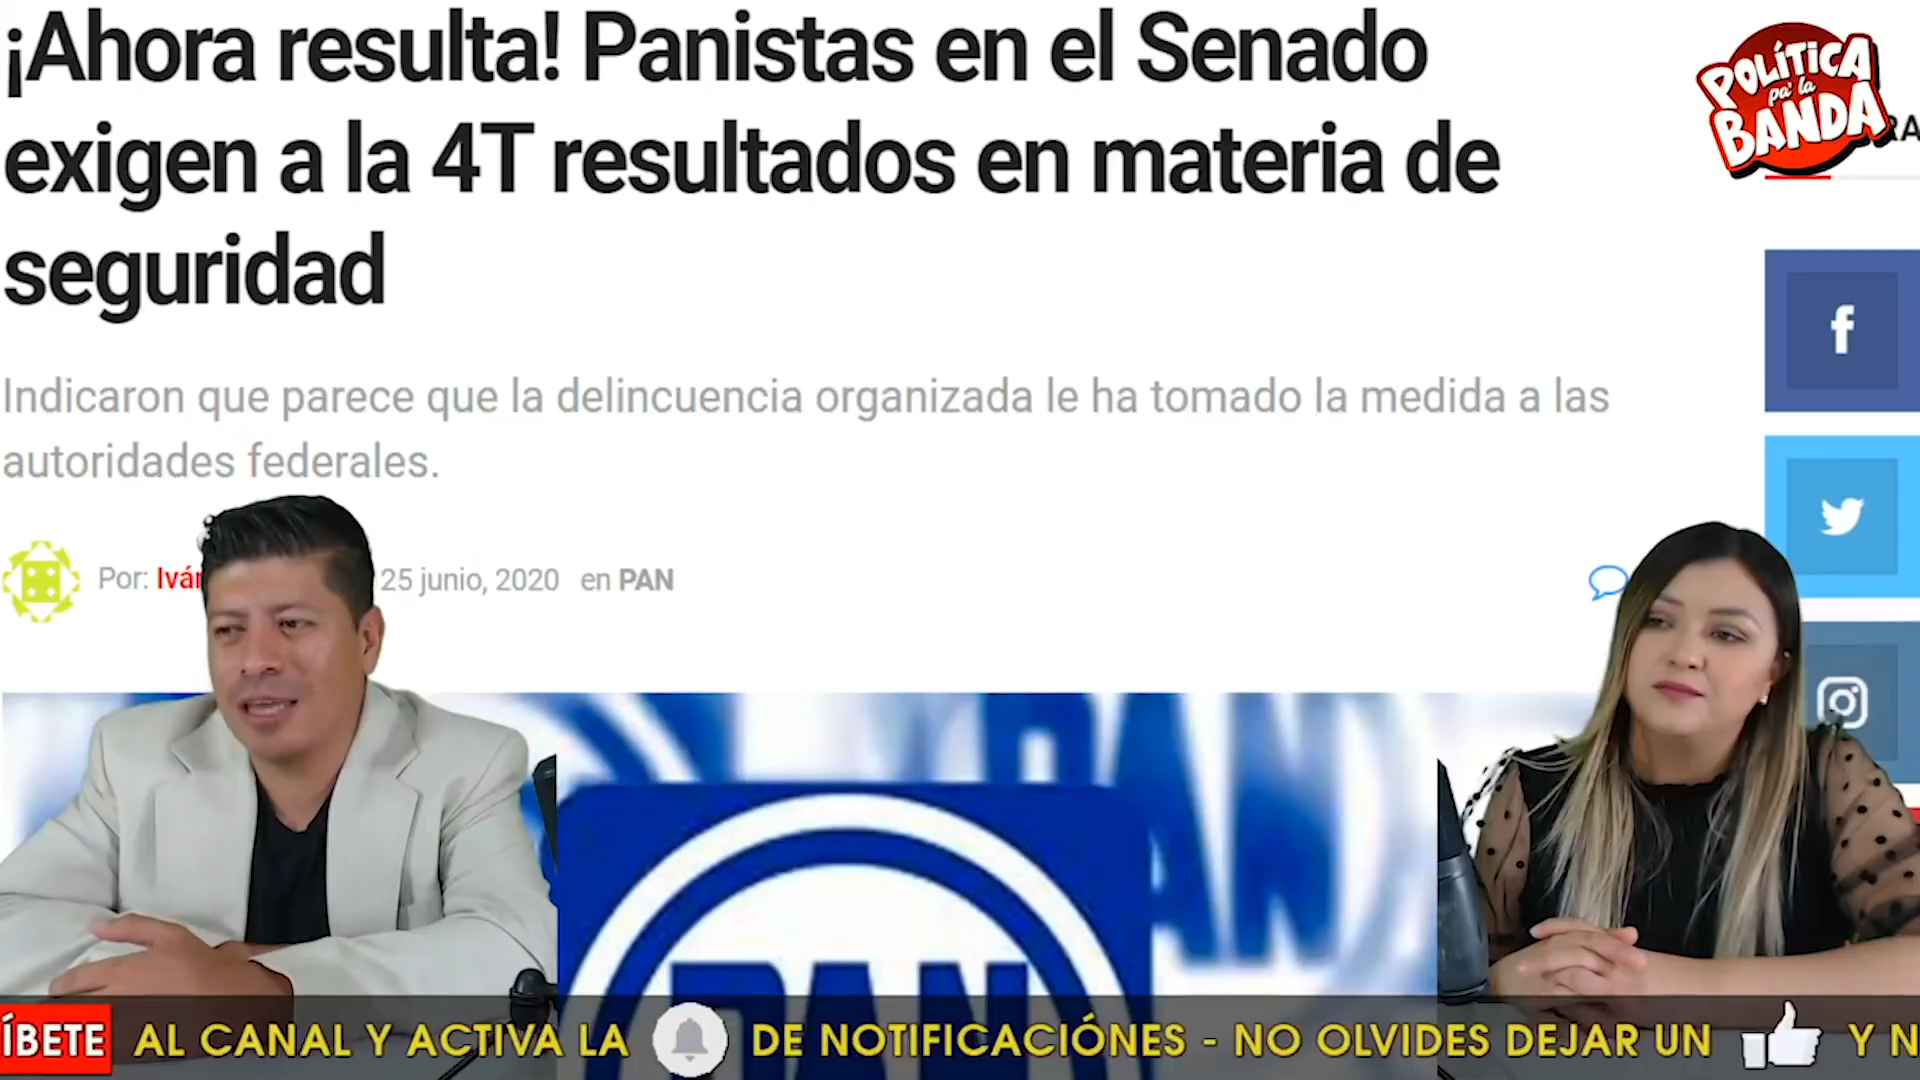 ¡Ahora resulta! Panistas en el Senado
exigen a la 4T resultados en materia de
seguridad
POLÍTICA
pa' la
BANDA
Indicaron que parece que la delincuencia organizada le ha tomado la medida a las
autoridades federales.
Por: 25 junio, 2020 en PAN
PAN
PAN
ÍBETE AL CANAL Y ACTIVA LA DE NOTIFICACIÓNES - NO OLVIDES DEJAR UN Y N